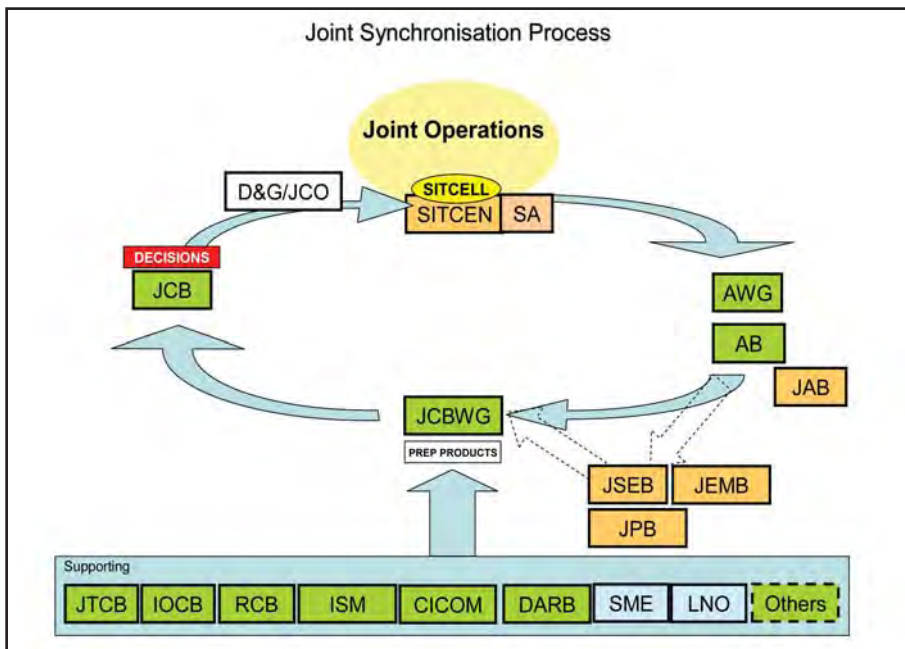 Joint Synchronisation Process
Joint Operations
D&G/JCO
SITCELL
SITCEN
SA
DECISIONS
JCB
AWG
AB
JAB
JCBWG
PREP PRODUCTS
JSEB
JEMB
JPB
Supporting
JTCB
IOCB
RCB
ISM
CICOM
DARB
SME
LNO
Others